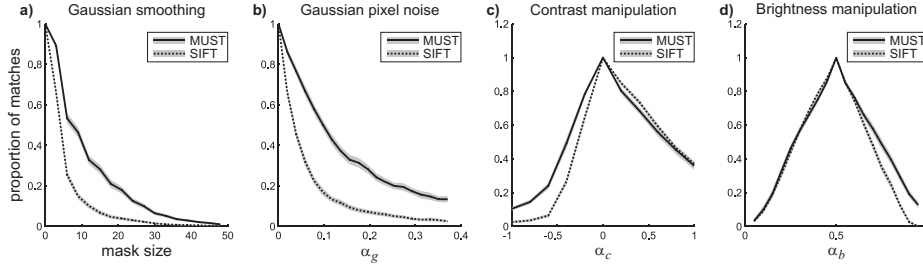 a) Gaussian smoothing
proportion of matches
1
0.8
0.6
0.4
0.2
0
0 10 20 30 40 50
mask size
MUST
SIFT
b) Gaussian pixel noise
1
0.8
0.6
0.4
0.2
0
0 0.1 0.2 0.3 0.4
αg
MUST
SIFT
c) Contrast manipulation
1.2
1
0.8
0.6
0.4
0.2
0
-1 -0.5 0 0.5 1
αc
MUST
SIFT
d) Brightness manipulation
1.2
1
0.8
0.6
0.4
0.2
0
0 0.5
αb
MUST
SIFT